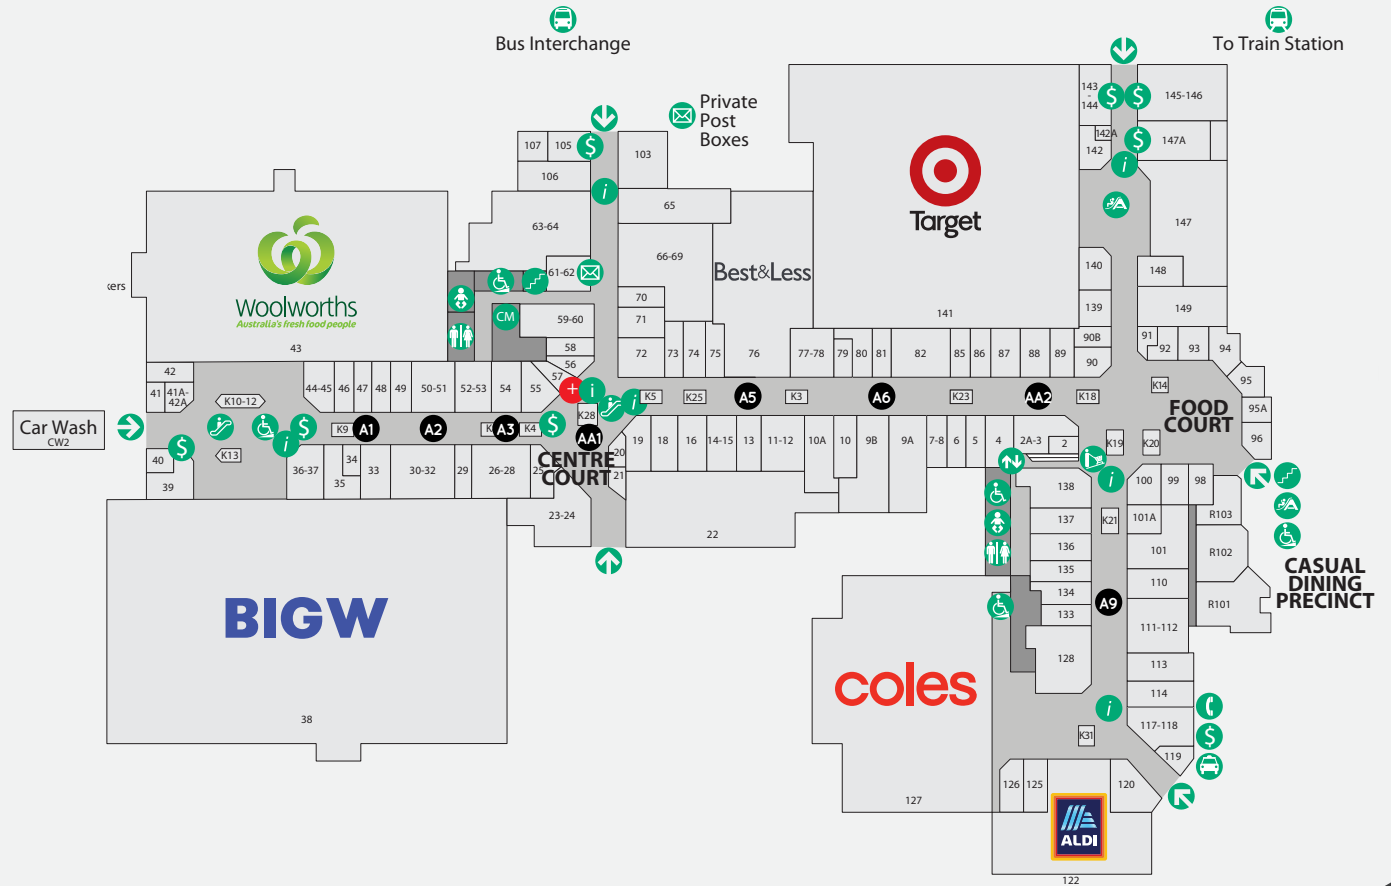 Bus Interchange
To Train Station
Private
Post
Boxes
143
-
144
$
$
145-146
107
105
$
103
142A
$
147A
142
i
106
i
Target
65
147
63-64
66-69
Best&Less
61-62
140
148
Woolworths
Australia's fresh food people
70
139
149
CM
59-60
71
141
43
58
72
73
74
75
76
77-78
79
80
81
82
85
86
87
88
89
90B
90
91
92
93
94
56
57
42
41
41A-
42A
44-45
46
47
48
49
50-51
52-53
54
55
i
i
K5
K25
A5
K3
A6
K23
AA2
K18
K14
95
95A
96
FOOD
COURT
K10-12
K28
Car Wash
CW2
$
i
$
K9
A1
A2
A3
K4
$
AA1
CENTRE
COURT
K13
19
18
16
14-15
13
11-12
10A
10
9B
9A
7-8
6
5
4
2A-3
2
K19
K20
20
21
40
39
36-37
34
35
33
30-32
29
26-28
25
23-24
22
138
i
100
99
98
137
K21
101A
R103
136
101
R102
135
110
134
A9
R101
133
111-112
CASUAL
DINING
PRECINCT
BIGW
38
128
113
coles
114
i
117-118
$
K31
119
126
125
120
127
ALDI
122